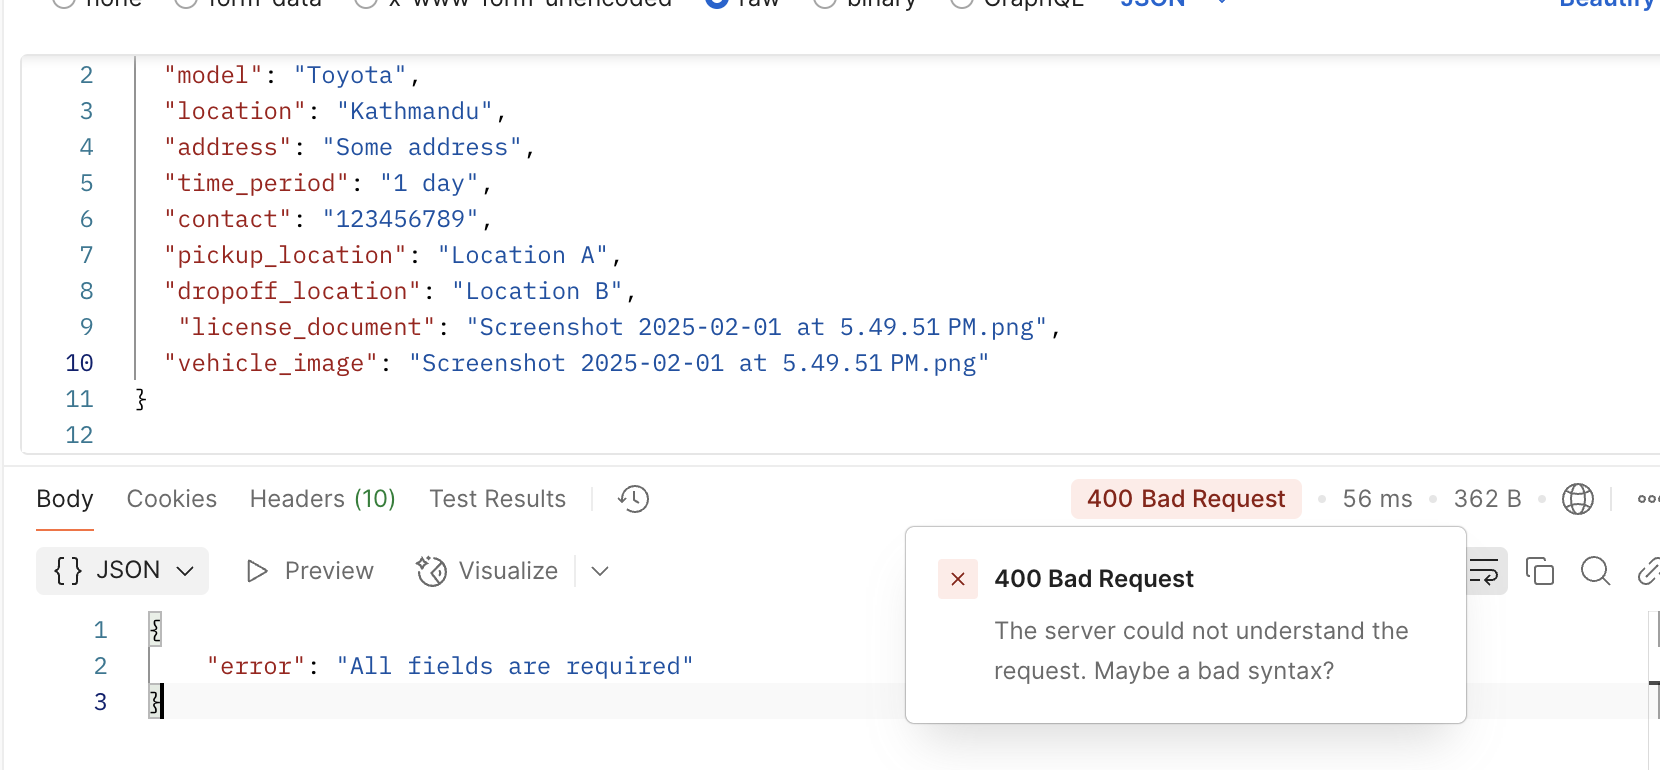 none form-data x-www-form-urlencoded raw binary GraphQL JSON Beautify
2 "model": "Toyota",
3 "location": "Kathmandu",
4 "address": "Some address",
5 "time_period": "1 day",
6 "contact": "123456789",
7 "pickup_location": "Location A",
8 "dropoff_location": "Location B",
9 "license_document": "Screenshot 2025-02-01 at 5.49.51 PM.png",
10 "vehicle_image": "Screenshot 2025-02-01 at 5.49.51 PM.png"
11 }
12
Body Cookies Headers (10) Test Results 400 Bad Request • 56 ms • 362 B •
{} JSON Preview Visualize
400 Bad Request
The server could not understand the
request. Maybe a bad syntax?
1 {
2 "error": "All fields are required"
3 }